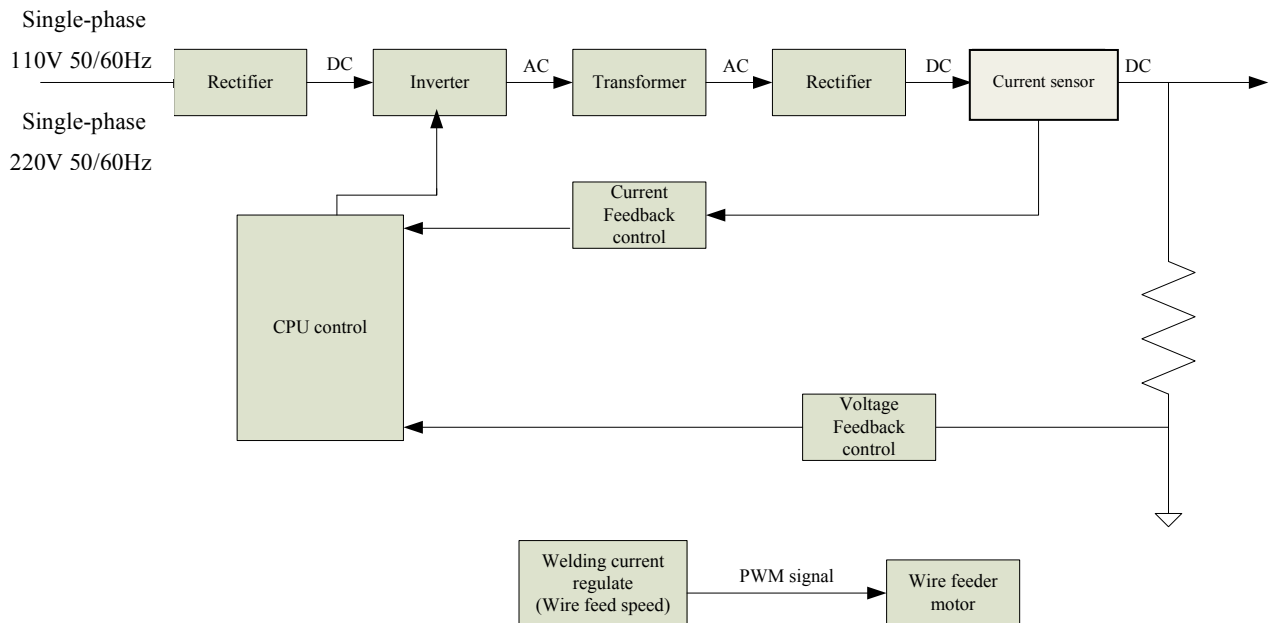 Single-phase
110V 50/60Hz
Single-phase
220V 50/60Hz
Rectifier
DC
Inverter
AC
Transformer
AC
Rectifier
DC
Current sensor
DC
Current
Feedback
control
CPU control
Voltage
Feedback
control
Welding current
regulate
(Wire feed speed)
PWM signal
Wire feeder
motor